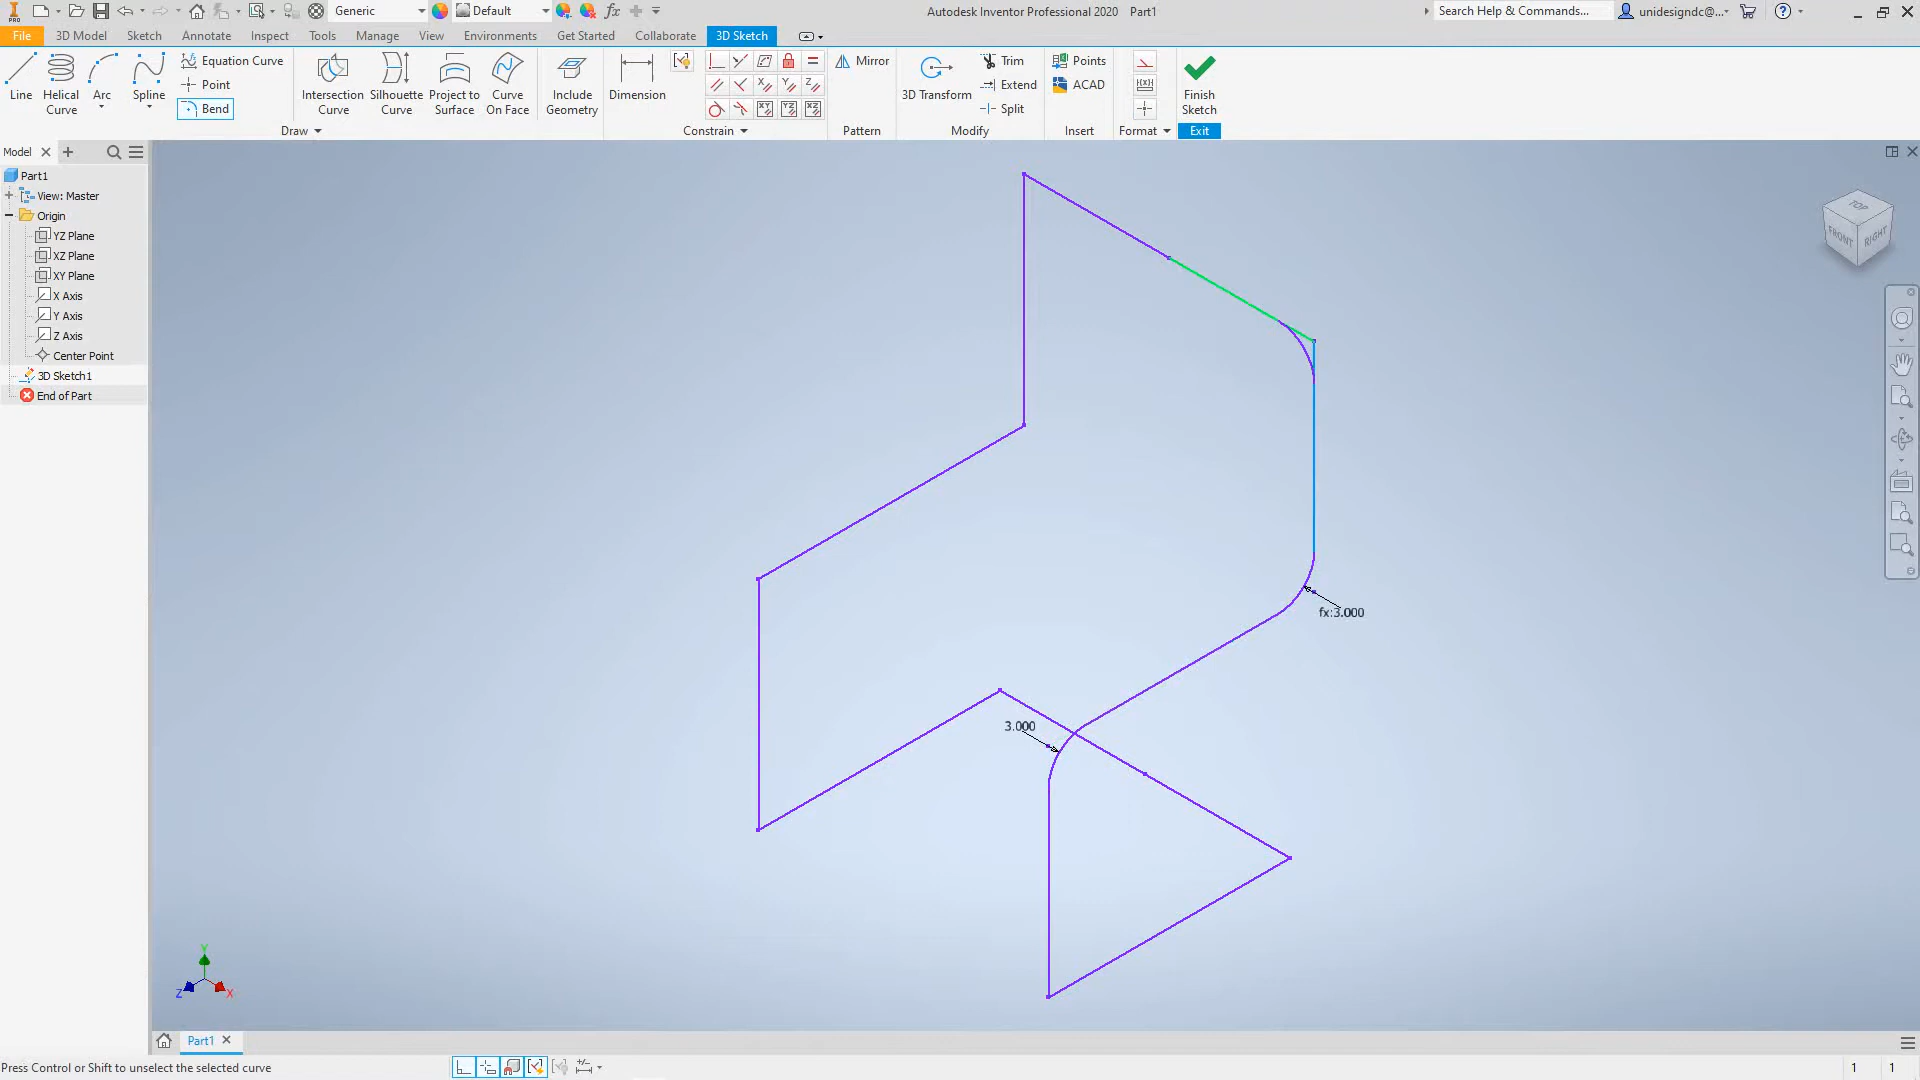 PRO
Generic
Default
fx
Autodesk Inventor Professional 2020 Part1
Search Help & Commands...
unidesigndc@...
File
3D Model
Sketch
Annotate
Inspect
Tools
Manage
View
Environments
Get Started
Collaborate
3D Sketch
Line
Helical
Curve
Arc
Spline
Equation Curve
Point
Bend
Draw
Intersection
Curve
Silhouette
Curve
Project to
Surface
Curve
On Face
Include
Geometry
Dimension
Constrain
Mirror
Pattern
3D Transform
Trim
Extend
Split
Modify
Points
ACAD
Insert
Format
Finish
Sketch
Exit
Model
Part1
View: Master
Origin
YZ Plane
XZ Plane
XY Plane
X Axis
Y Axis
Z Axis
Center Point
3D Sketch1
End of Part
TOP
FRONT
RIGHT
fx:3.000
3.000
Y
Z
X
Part1
Press Control or Shift to unselect the selected curve
1
1